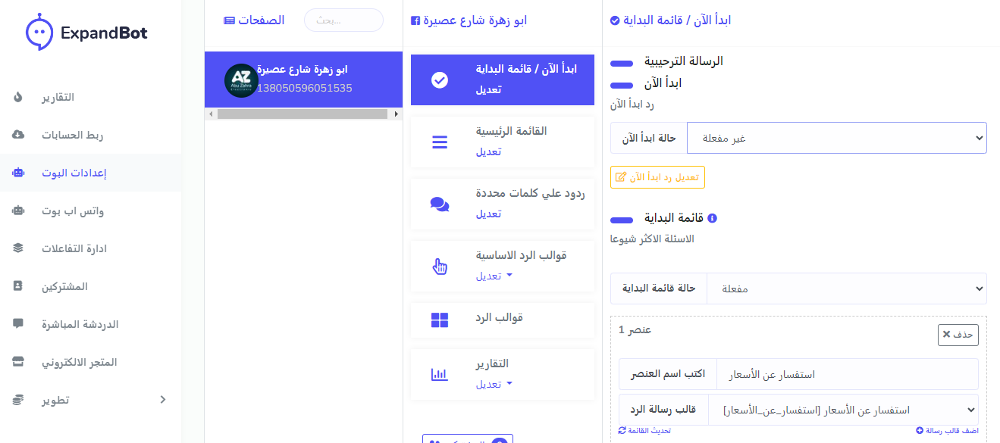 ExpandBot
التقارير
ربط الحسابات
إعدادات البوت
واتس اب بوت
ادارة التفاعلات
المشتركين
الدردشة المباشرة
المتجر الالكتروني
تطوير
الصفحات
بحث...
ابو زهرة شارع عصيرة
138050596051535
AZ
Abu Zahra
Electronic
ابو زهرة شارع عصيرة
ابدأ الآن / قائمة البداية
تعديل
القائمة الرئيسية
تعديل
ردود علي كلمات محددة
تعديل
قوالب الرد الاساسية
تعديل
قوالب الرد
التقارير
تعديل
ابدأ الآن / قائمة البداية
الرسالة الترحيبية
ابدأ الآن
رد ابدأ الآن
حالة ابدأ الآن
غير مفعلة
تعديل رد ابدأ الآن
قائمة البداية
الاسئلة الاكثر شيوعا
حالة قائمة البداية
مفعلة
عنصر 1
حذف
اكتب اسم العنصر
استفسار عن الأسعار
قالب رسالة الرد
استفسار عن الأسعار [استفسار_عن_الأسعار]
تحديث القائمة
اضف قالب رسالة